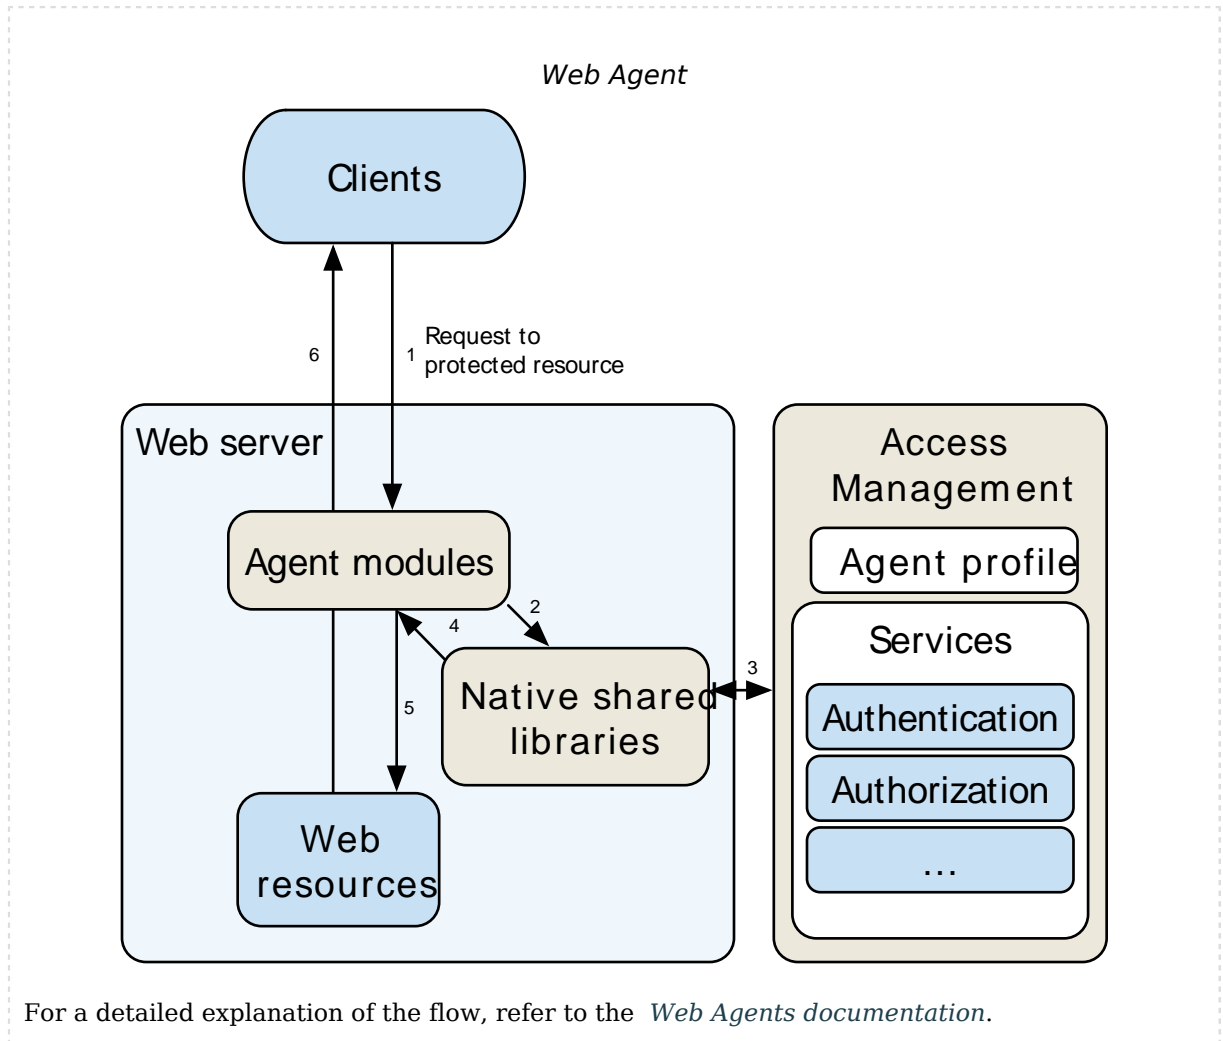 Web Agent
Clients
6
1
Request to
protected resource
Web server
Access
Management
Agent modules
Agent profile
2
4
Services
3
Native shared
libraries
5
Authentication
Authorization
Web
resources
...
For a detailed explanation of the flow, refer to the Web Agents documentation.